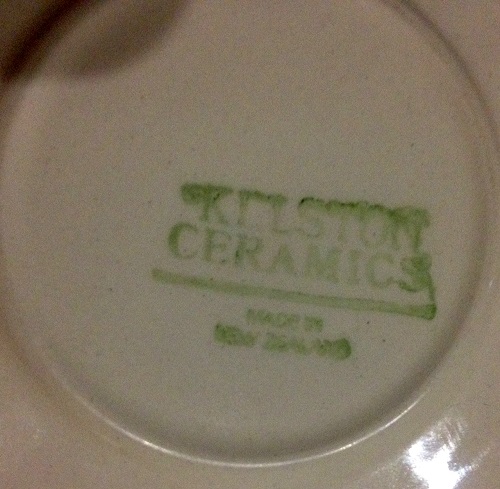 KELSTON
CERAMICS
MADE IN
NEW ZEALAND